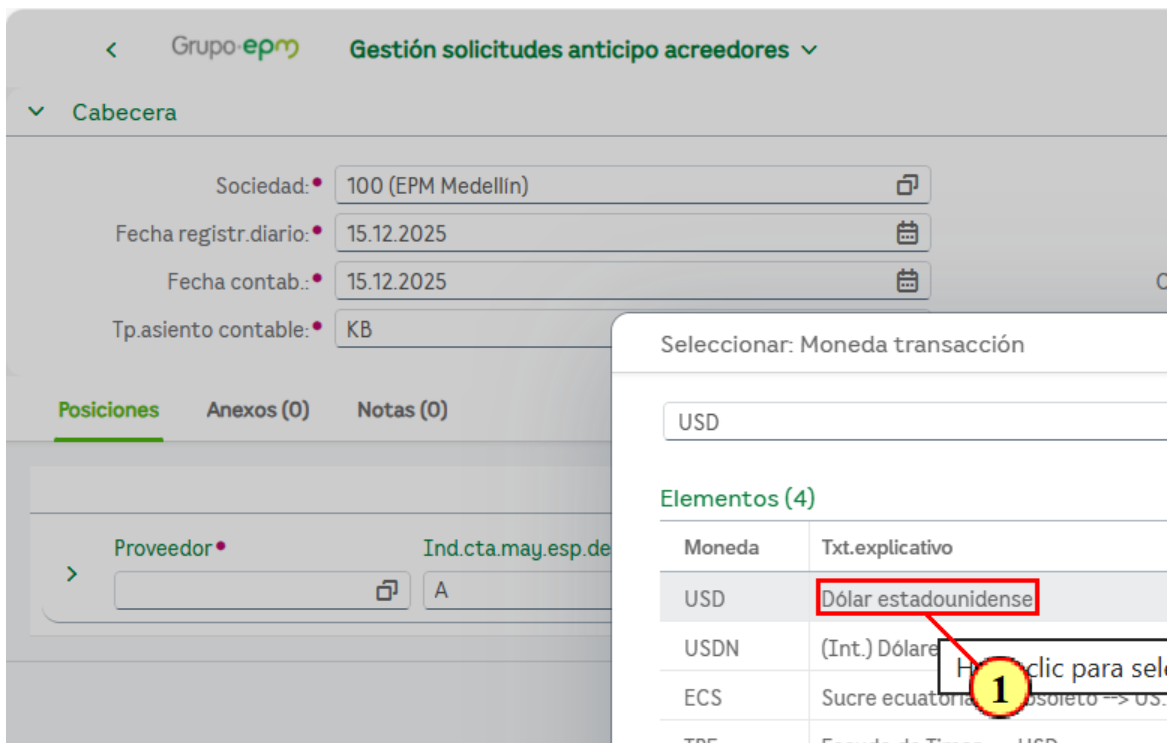 Grupo·epm Gestión solicitudes anticipo acreedores
Cabecera
Sociedad: 100 (EPM Medellín)
Fecha registr.diario: 15.12.2025
Fecha contab.: 15.12.2025
Tp.asiento contable: KB
Seleccionar: Moneda transacción
Posiciones Anexos (0) Notas (0)
USD
Elementos (4)
Proveedor Ind.cta.may.esp.de
A
Moneda Txt.explicativo
USD Dólar estadounidense
USDN (Int.) Dólare
clic para sel
1
ECS Sucre --> US.